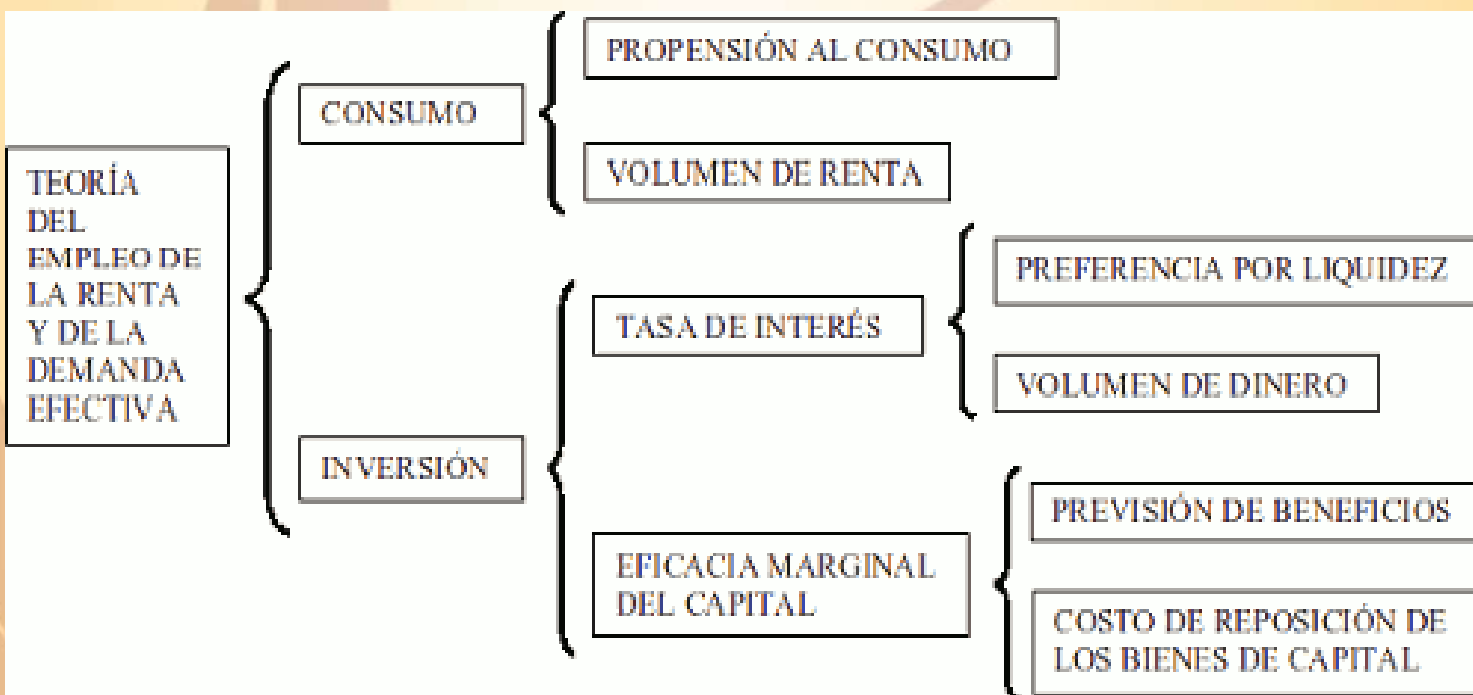 TEORÍA
DEL
EMPLEO DE
LA RENTA
Y DE LA
DEMANDA
EFECTIVA
CONSUMO
PROPENSIÓN AL CONSUMO
VOLUMEN DE RENTA
INVERSIÓN
TASA DE INTERÉS
PREFERENCIA POR LIQUIDEZ
VOLUMEN DE DINERO
EFICACIA MARGINAL
DEL CAPITAL
PREVISIÓN DE BENEFICIOS
COSTO DE REPOSICIÓN DE
LOS BIENES DE CAPITAL